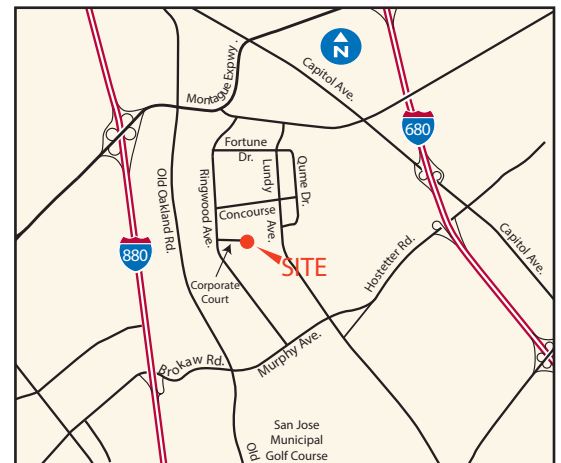 N
Montague Expwy.
Capitol Ave.
680
Fortune
Dr.
Lundy
Ave.
Qume Dr.
Old Oakland Rd.
Ringwood Ave.
Concourse
880
SITE
Corporate
Court
Hostetter Rd.
Capitol Ave.
Brokaw Rd.
Murphy Ave.
San Jose
Municipal
Golf Course
Old